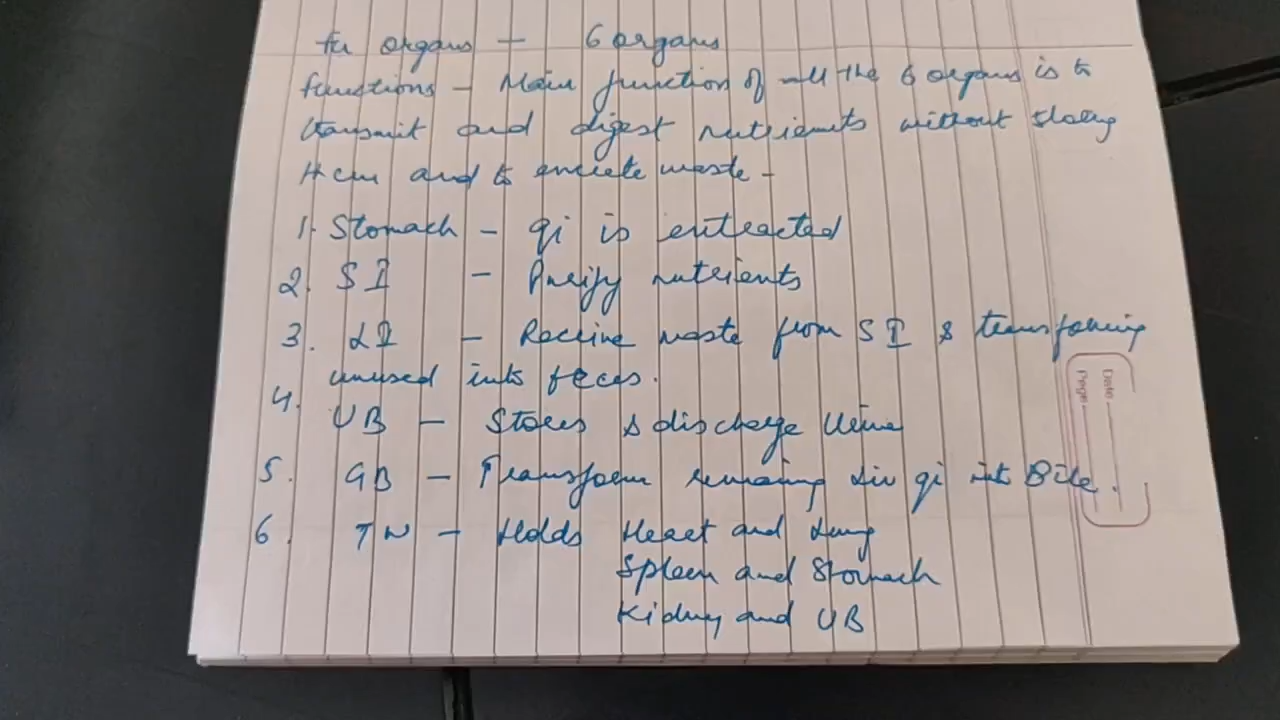 fu organs - 6 organs
functions - Main function of all the 6 organs is to
transmit and digest nutrients without storing
them and to excrete waste -
1. Stomach - qi is extracted
2. SI - Purify nutrients
3. LI - Receive waste from SI & transforming
unused into feces.
4. UB - Stores & discharge Urine
5. GB - Transform remaining Liv qi into Bile.
6. TW - Holds Heart and Lung
Spleen and Stomach
Kidney and UB
Date
Page